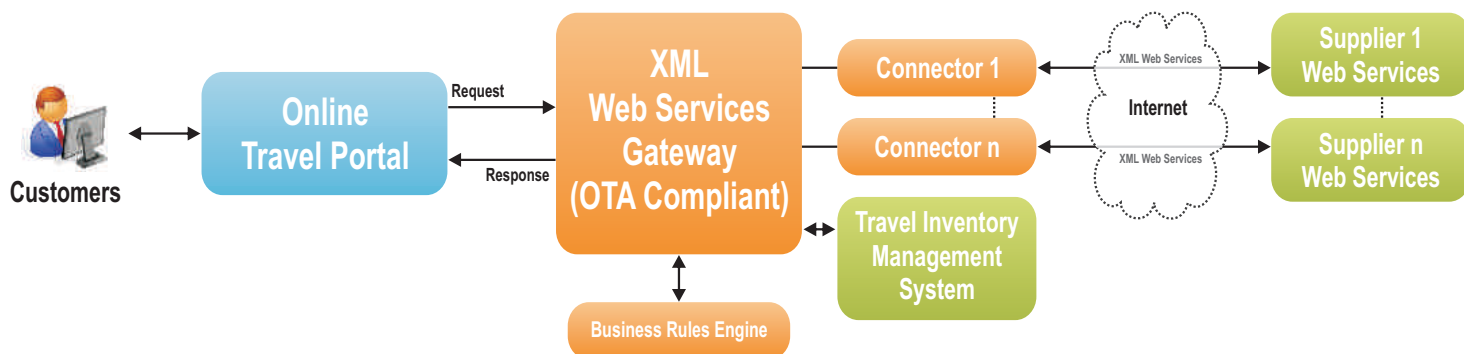 Customers
Online
Travel Portal
Request
Response
XML
Web Services
Gateway
(OTA Compliant)
Business Rules Engine
Connector 1
Connector n
Travel Inventory
Management
System
XML Web Services
Internet
XML Web Services
Supplier 1
Web Services
Supplier n
Web Services